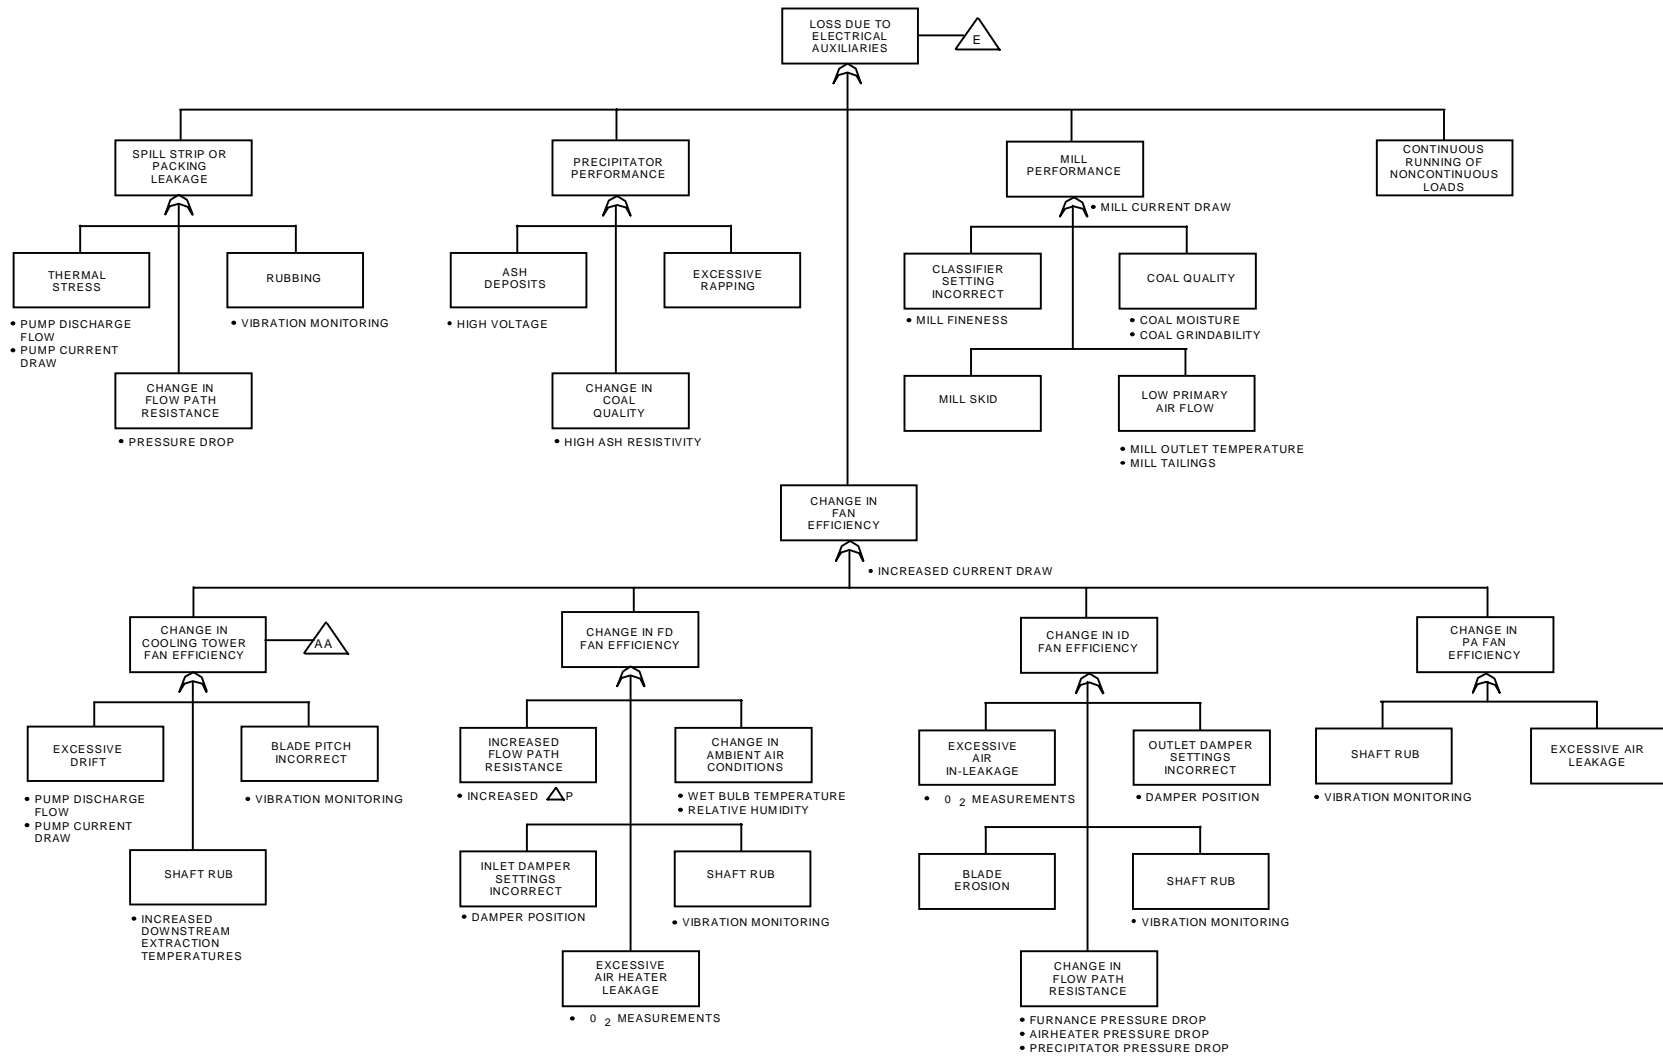 LOSS DUE TO
ELECTRICAL
AUXILIARIES
E
SPILL STRIP OR
PACKING
LEAKAGE
PRECIPITATOR
PERFORMANCE
MILL
PERFORMANCE
CONTINUOUS
RUNNING OF
NONCONTINUOUS
LOADS
• MILL CURRENT DRAW
THERMAL
STRESS
• PUMP DISCHARGE
FLOW
• PUMP CURRENT
DRAW
RUBBING
• VIBRATION MONITORING
CHANGE IN
FLOW PATH
RESISTANCE
• PRESSURE DROP
ASH
DEPOSITS
• HIGH VOLTAGE
EXCESSIVE
RAPPING
CHANGE IN
COAL
QUALITY
• HIGH ASH RESISTIVITY
CLASSIFIER
SETTING
INCORRECT
• MILL FINENESS
COAL QUALITY
• COAL MOISTURE
• COAL GRINDABILITY
MILL SKID
LOW PRIMARY
AIR FLOW
• MILL OUTLET TEMPERATURE
• MILL TAILINGS
CHANGE IN
FAN
EFFICIENCY
• INCREASED CURRENT DRAW
CHANGE IN
COOLING TOWER
FAN EFFICIENCY
AA
CHANGE IN FD
FAN EFFICIENCY
CHANGE IN ID
FAN EFFICIENCY
CHANGE IN
PA FAN
EFFICIENCY
EXCESSIVE
DRIFT
• PUMP DISCHARGE
FLOW
• PUMP CURRENT
DRAW
BLADE PITCH
INCORRECT
• VIBRATION MONITORING
SHAFT RUB
• INCREASED
DOWNSTREAM
EXTRACTION
TEMPERATURES
INCREASED
FLOW PATH
RESISTANCE
• INCREASED △P
CHANGE IN
AMBIENT AIR
CONDITIONS
• WET BULB TEMPERATURE
• RELATIVE HUMIDITY
INLET DAMPER
SETTINGS
INCORRECT
• DAMPER POSITION
SHAFT RUB
• VIBRATION MONITORING
EXCESSIVE
AIR HEATER
LEAKAGE
• 0 2 MEASUREMENTS
EXCESSIVE
AIR
IN-LEAKAGE
• 0 2 MEASUREMENTS
OUTLET DAMPER
SETTINGS
INCORRECT
• DAMPER POSITION
BLADE
EROSION
SHAFT RUB
• VIBRATION MONITORING
CHANGE IN
FLOW PATH
RESISTANCE
• FURNANCE PRESSURE DROP
• AIRHEATER PRESSURE DROP
• PRECIPITATOR PRESSURE DROP
SHAFT RUB
• VIBRATION MONITORING
EXCESSIVE AIR
LEAKAGE